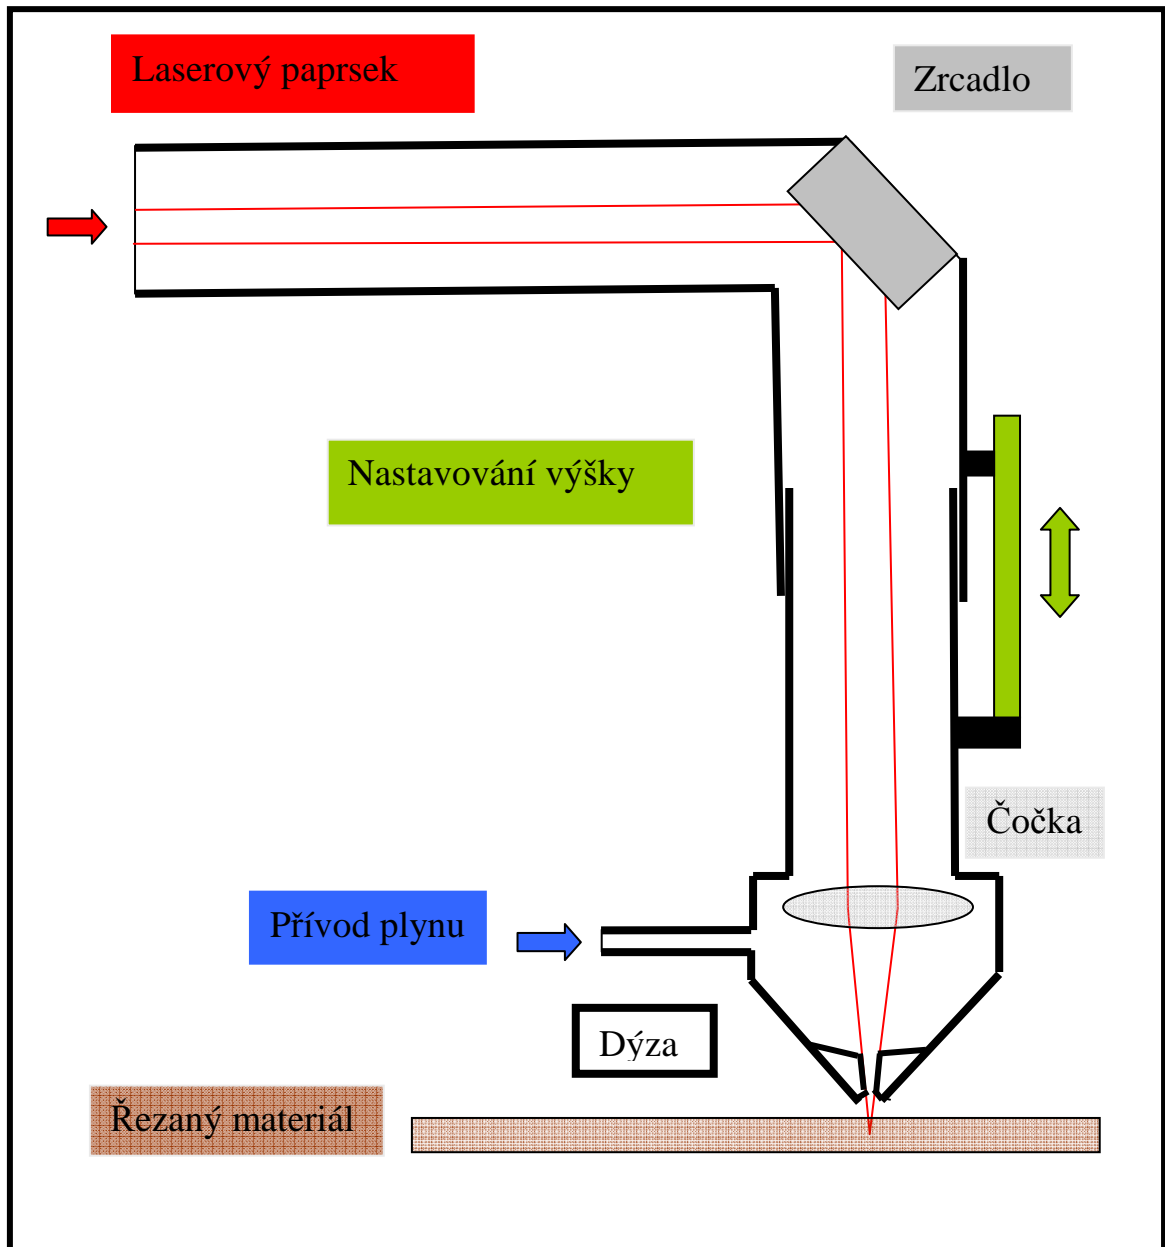 Laserový paprsek
Zrcadlo
Nastavování výšky
Čočka
Přívod plynu
Dýza
Řezaný materiál